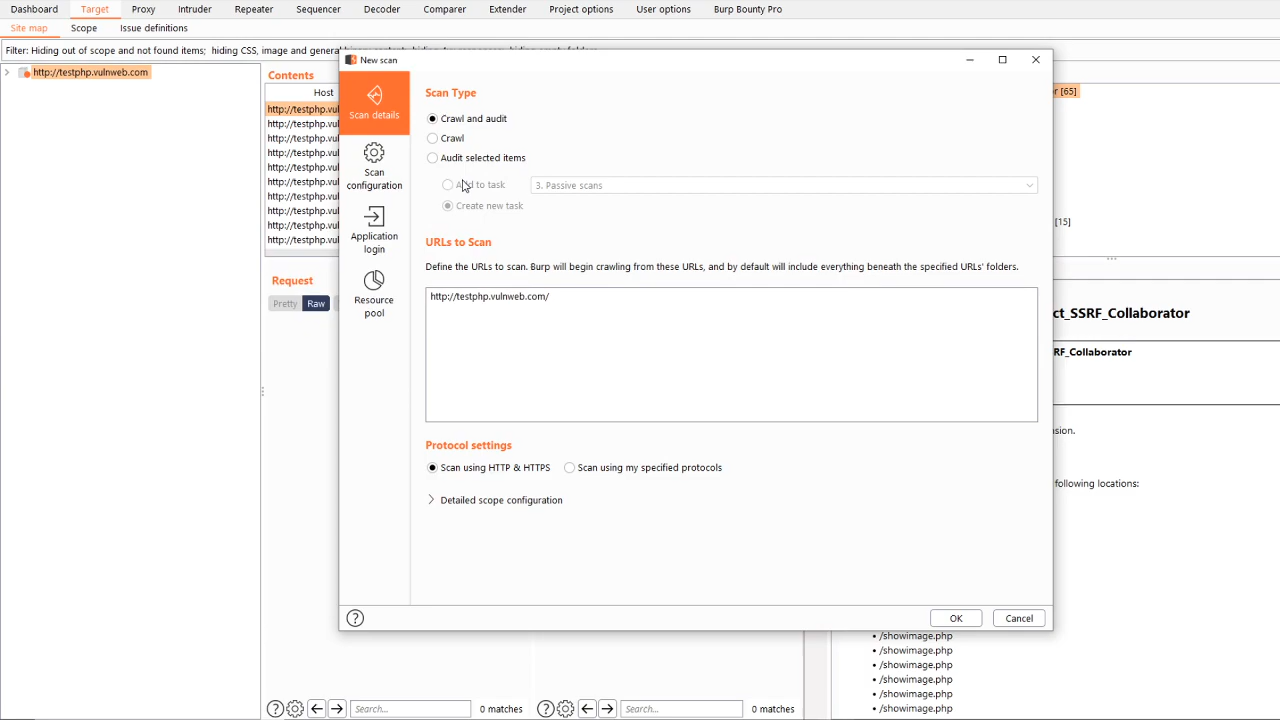 Dashboard Target Proxy Intruder Repeater Sequencer Decoder Comparer Extender Project options User options Burp Bounty Pro
Site map Scope Issue definitions
Filter: Hiding out of scope and not found items; hiding CSS, image and general
http://testphp.vulnweb.com
Contents
Host
http://testphp.vul
http://testphp.vul
http://testphp.vul
http://testphp.vul
http://testphp.vul
http://testphp.vul
http://testphp.vul
http://testphp.vul
http://testphp.vul
http://testphp.vul
Request
Pretty Raw
New scan
Scan details
Scan configuration
Application login
Resource pool
Scan Type
Crawl and audit
Crawl
Audit selected items
Add to task 3. Passive scans
Create new task
URLs to Scan
Define the URLs to scan. Burp will begin crawling from these URLs, and by default will include everything beneath the specified URLs' folders.
http://testphp.vulnweb.com/
Protocol settings
Scan using HTTP & HTTPS Scan using my specified protocols
Detailed scope configuration
? OK Cancel
or [65]
[15]
ct_SSRF_Collaborator
RF_Collaborator
sion.
following locations:
• /showimage.php
• /showimage.php
• /showimage.php
• /showimage.php
• /showimage.php
• /showimage.php
? Search... 0 matches ? Search... 0 matches